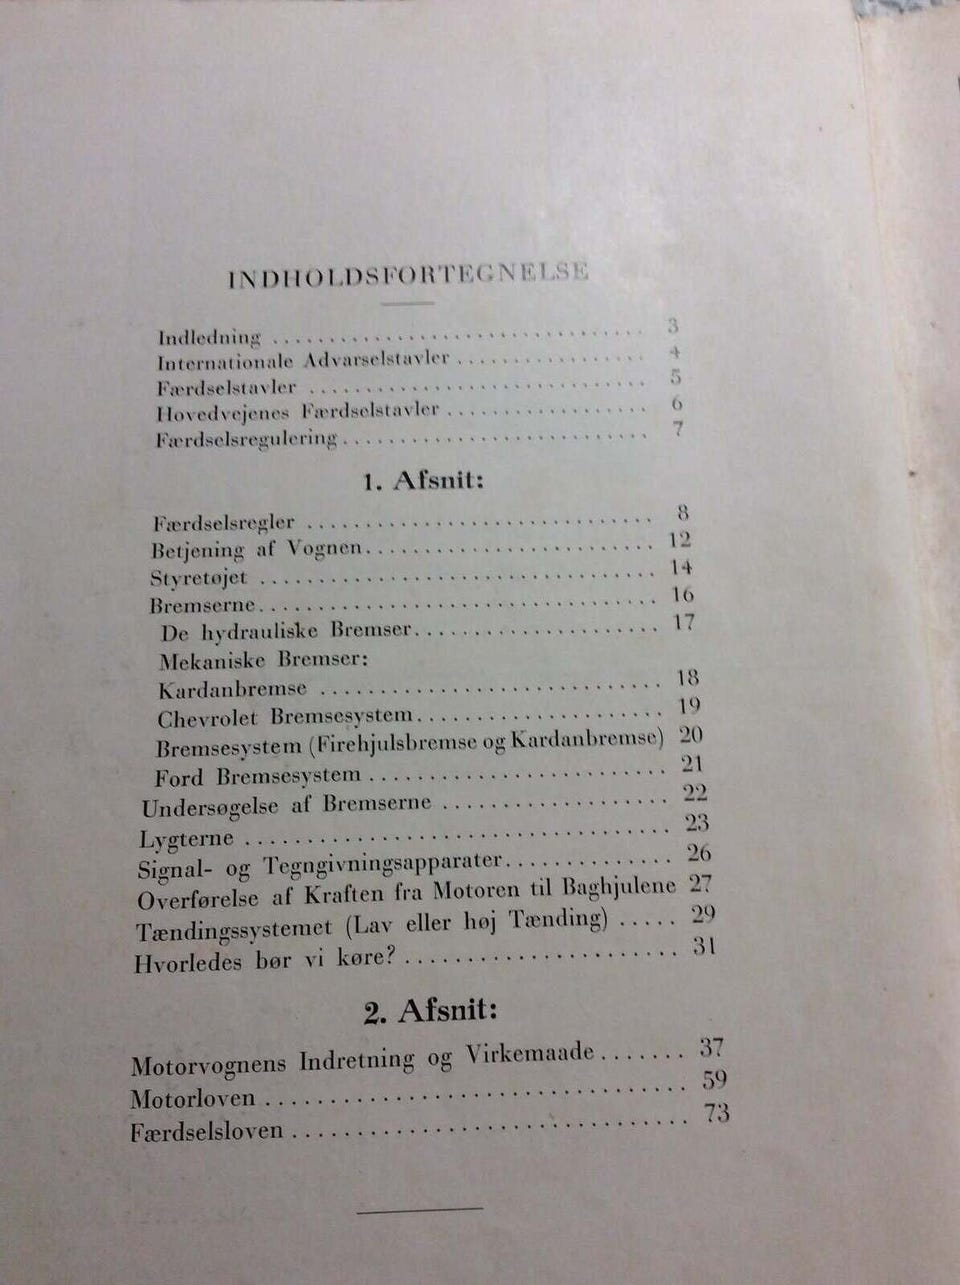 INDHOLDSFORTEGNELSE
Indledning ................................ 3
Internationale Advarselstavler ................ 4
Færdselstavler ............................. 5
Hovedvejenes Færdselstavler ................. 6
Færdselsregulering .......................... 7
1. Afsnit:
Færdselsregler ............................. 8
Betjening af Vognen ........................ 12
Styretøjet ................................. 14
Bremserne .................................. 16
De hydrauliske Bremser ..................... 17
Mekaniske Bremser:
Kardanbremse ............................. 18
Chevrolet Bremsesystem ..................... 19
Bremsesystem (Firehjulsbremse og Kardanbremse) 20
Ford Bremsesystem ......................... 21
Undersøgelse af Bremserne ................... 22
Lygterne ................................... 23
Signal- og Tegngivningsapparater .............. 26
Overførelse af Kraften fra Motoren til Baghjulene 27
Tændingssystemet (Lav eller høj Tænding) ..... 29
Hvorledes bør vi køre? ....................... 31
2. Afsnit:
Motorvognens Indretning og Virkemaade ....... 37
Motorloven ................................. 59
Færdselsloven .............................. 73